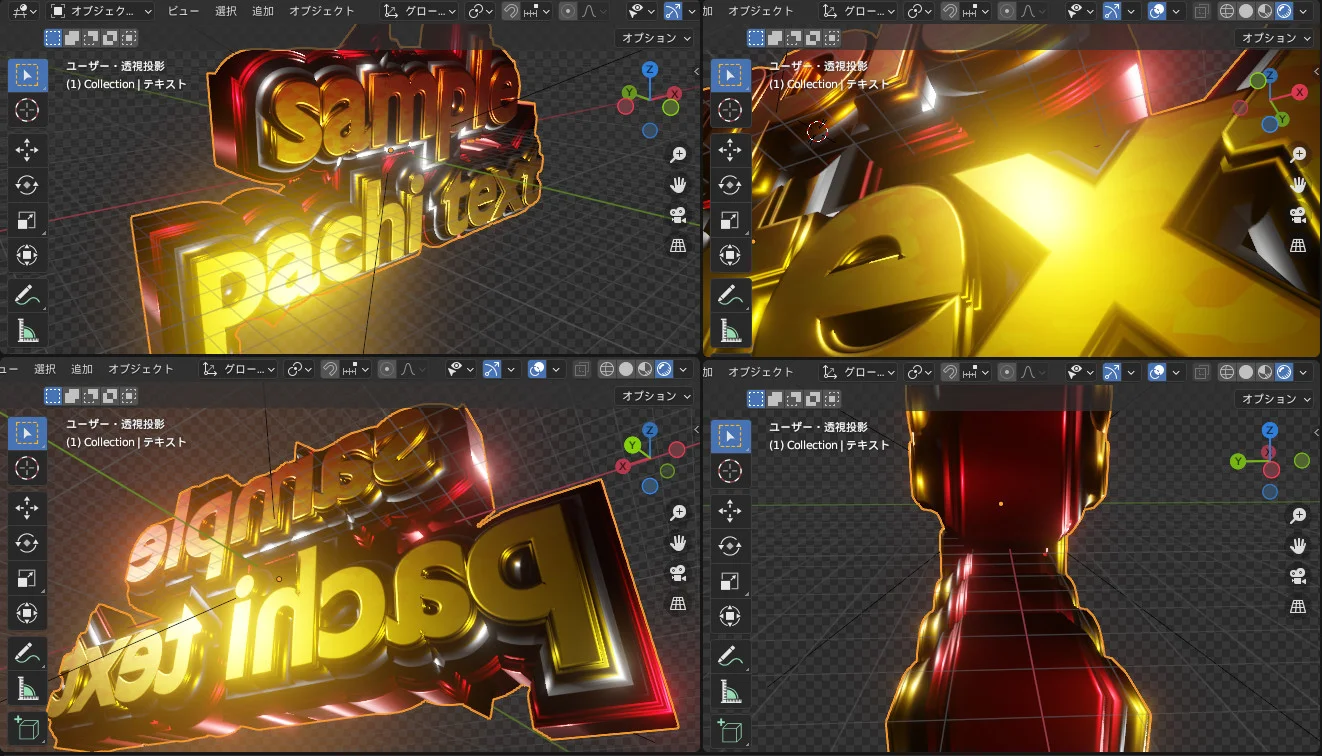 オブジェク...
ビュー 選択 追加 オブジェクト
グロー...
オプション
ユーザー・透視投影
(1) Collection | テキスト
Z
Y
X
sample
pachi text
加 オブジェクト
グロー...
オプション
ユーザー・透視投影
(1) Collection | テキスト
Z
X
Y
ex
ュー 選択 追加 オブジェクト
グロー...
オプション
ユーザー・透視投影
(1) Collection | テキスト
Z
Y
X
sample
pachi text
加 オブジェクト
グロー...
オプション
ユーザー・透視投影
(1) Collection | テキスト
Z
X
Y